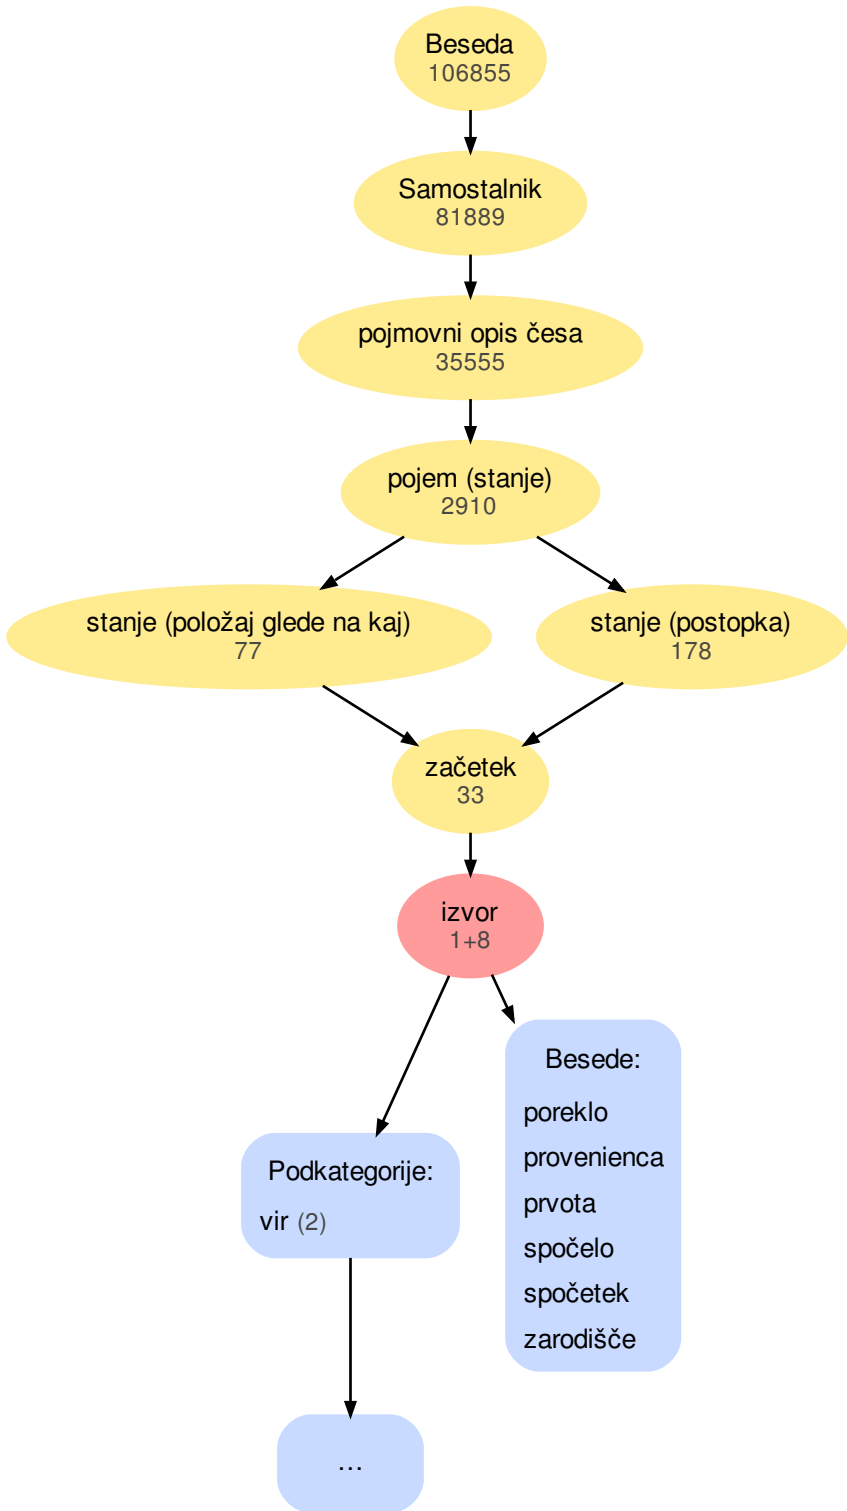 Beseda
106855
Samostalnik
81889
pojmovni opis česa
35555
pojem (stanje)
2910
stanje (položaj glede na kaj)
77
stanje (postopka)
178
začetek
33
izvor
1+8
Besede:
poreklo
provenienca
prvota
spočelo
spočetek
zarodišče
Podkategorije:
vir (2)
…